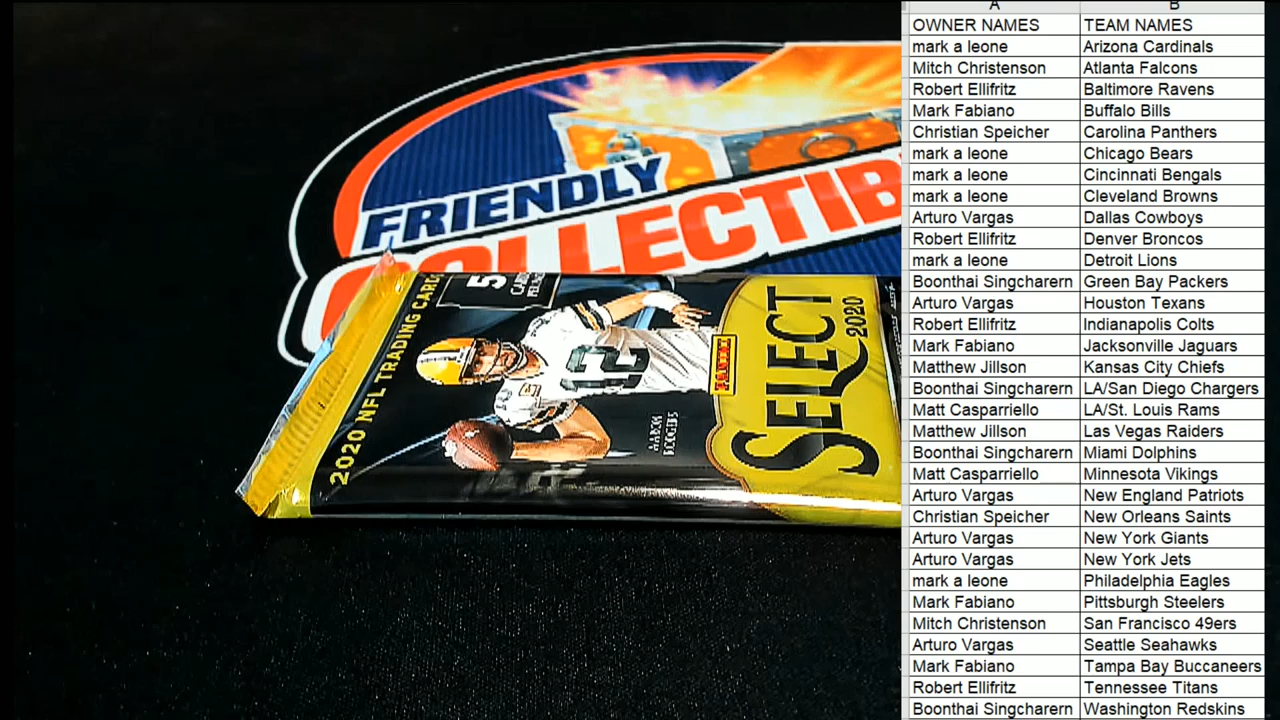 FRIENDLY
COLLECTIB
2020 NFL TRADING CARDS
5
12
AARON
RODGERS
PANINI
SELECT
2020
A B
OWNER NAMES TEAM NAMES
mark a leone Arizona Cardinals
Mitch Christenson Atlanta Falcons
Robert Ellifritz Baltimore Ravens
Mark Fabiano Buffalo Bills
Christian Speicher Carolina Panthers
mark a leone Chicago Bears
mark a leone Cincinnati Bengals
mark a leone Cleveland Browns
Arturo Vargas Dallas Cowboys
Robert Ellifritz Denver Broncos
mark a leone Detroit Lions
Boonthai Singcharern Green Bay Packers
Arturo Vargas Houston Texans
Robert Ellifritz Indianapolis Colts
Mark Fabiano Jacksonville Jaguars
Matthew Jillson Kansas City Chiefs
Boonthai Singcharern LA/San Diego Chargers
Matt Casparriello LA/St. Louis Rams
Matthew Jillson Las Vegas Raiders
Boonthai Singcharern Miami Dolphins
Matt Casparriello Minnesota Vikings
Arturo Vargas New England Patriots
Christian Speicher New Orleans Saints
Arturo Vargas New York Giants
Arturo Vargas New York Jets
mark a leone Philadelphia Eagles
Mark Fabiano Pittsburgh Steelers
Mitch Christenson San Francisco 49ers
Arturo Vargas Seattle Seahawks
Mark Fabiano Tampa Bay Buccaneers
Robert Ellifritz Tennessee Titans
Boonthai Singcharern Washington Redskins